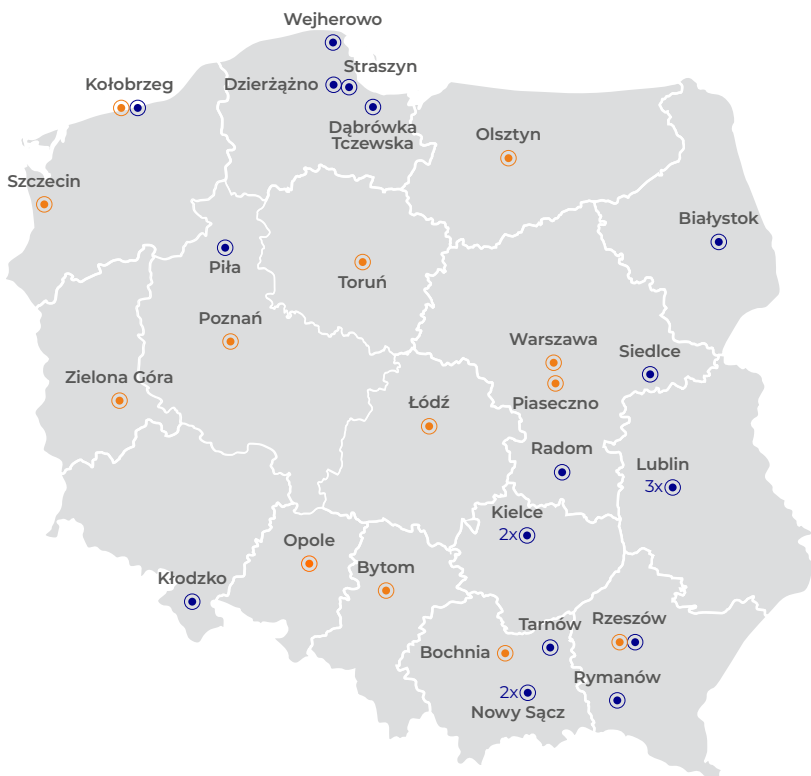 Wejherowo
Straszyn
Kołobrzeg
Dzierżążno
Dąbrówka
Tczewska
Olsztyn
Szczecin
Białystok
Piła
Toruń
Poznań
Warszawa
Siedlce
Zielona Góra
Piaseczno
Łódź
Radom
Lublin
3x
Kielce
2x
Opole
Bytom
Kłodzko
Rzeszów
Tarnów
Bochnia
Rymanów
2x
Nowy Sącz